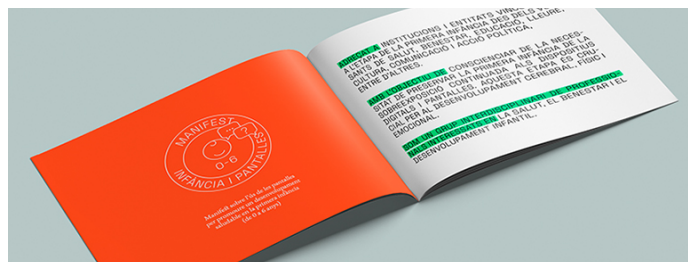 MANIFEST
0-6
INFÀNCIA I PANTALLES
Manifest sobre l'ús de les pantalles
per promoure un desenvolupament
saludable en la primera infància
(de 0 a 6 anys)
ADREÇAT A INSTITUCIONS I ENTITATS VINC
A L'ETAPA DE LA PRIMERA INFÀNCIA DES DELS V
SANTS DE SALUT, BENESTAR, EDUCACIÓ, LLEURE,
CULTURA, COMUNICACIÓ I ACCIÓ POLÍTICA,
ENTRE D'ALTRES.
AMB L'OBJECTIU DE CONSCIENCIAR DE LA NECES-
SITAT DE PRESERVAR LA PRIMERA INFÀNCIA DE LA
SOBREEXPOSICIÓ CONTINUADA ALS DISPOSITIUS
DIGITALS I PANTALLES. AQUESTA ETAPA ÉS CRU-
CIAL PER AL DESENVOLUPAMENT CEREBRAL, FÍSIC I
EMOCIONAL.
SOM UN GRUP INTERDISCIPLINARI DE PROFESSIO-
NALS INTERESSATS EN LA SALUT, EL BENESTAR I EL
DESENVOLUPAMENT INFANTIL.